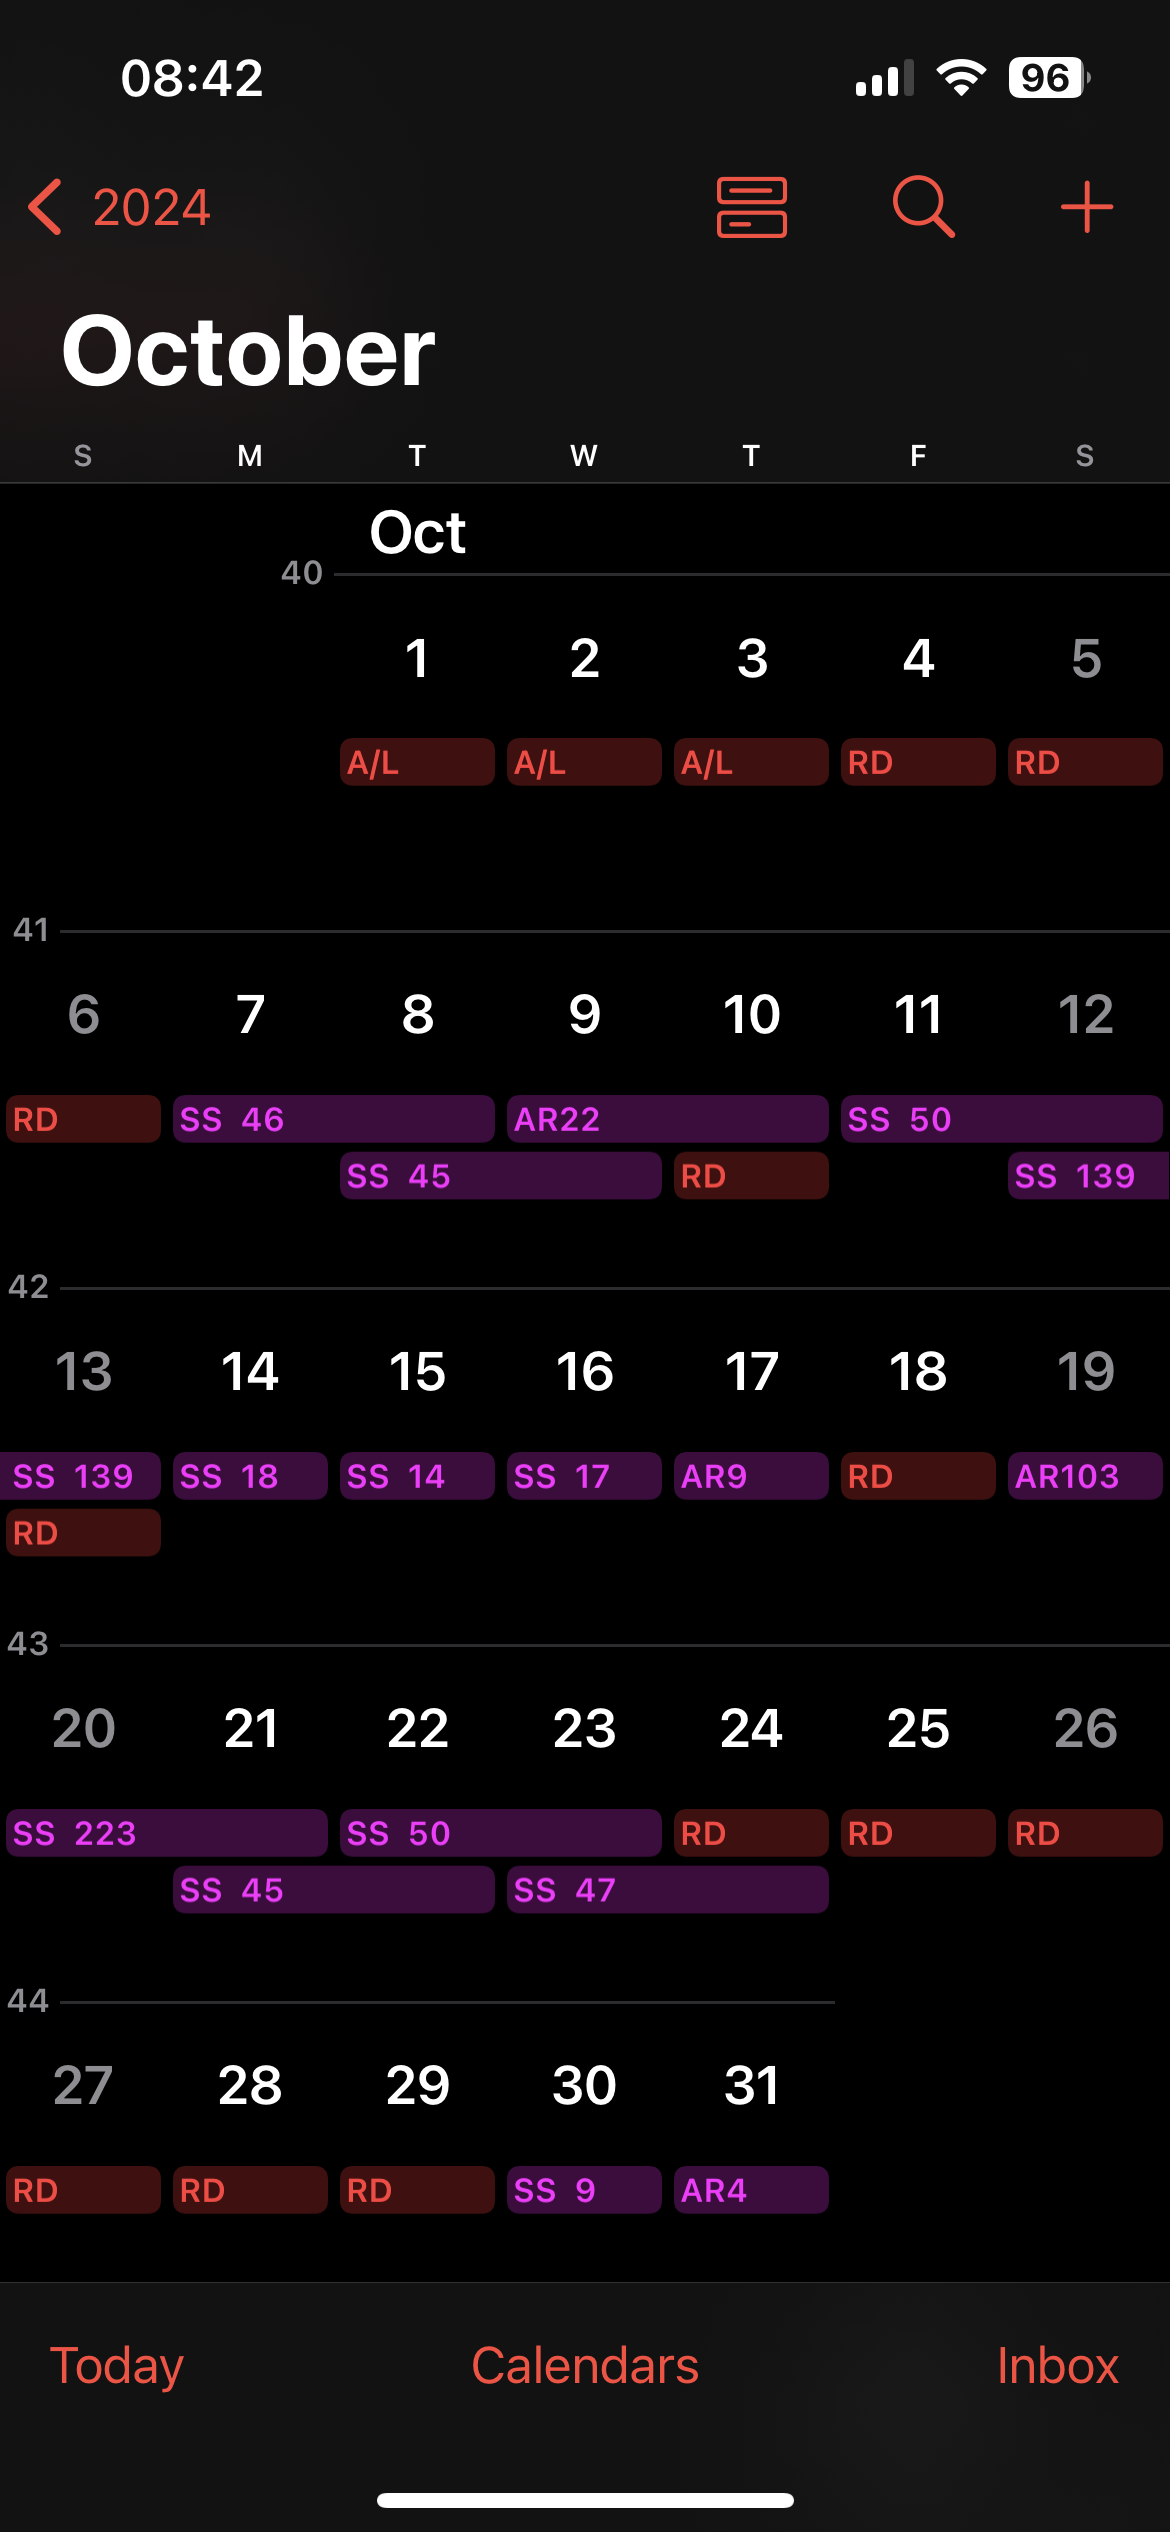 08:42
96
2024
October
S M T W T F S
Oct
40
1 2 3 4 5
A/L A/L A/L RD RD
41
6 7 8 9 10 11 12
RD SS 46 AR22 SS 50
SS 45 RD SS 139
42
13 14 15 16 17 18 19
SS 139 SS 18 SS 14 SS 17 AR9 RD AR103
RD
43
20 21 22 23 24 25 26
SS 223 SS 50 RD RD RD
SS 45 SS 47
44
27 28 29 30 31
RD RD RD SS 9 AR4
Today Calendars Inbox